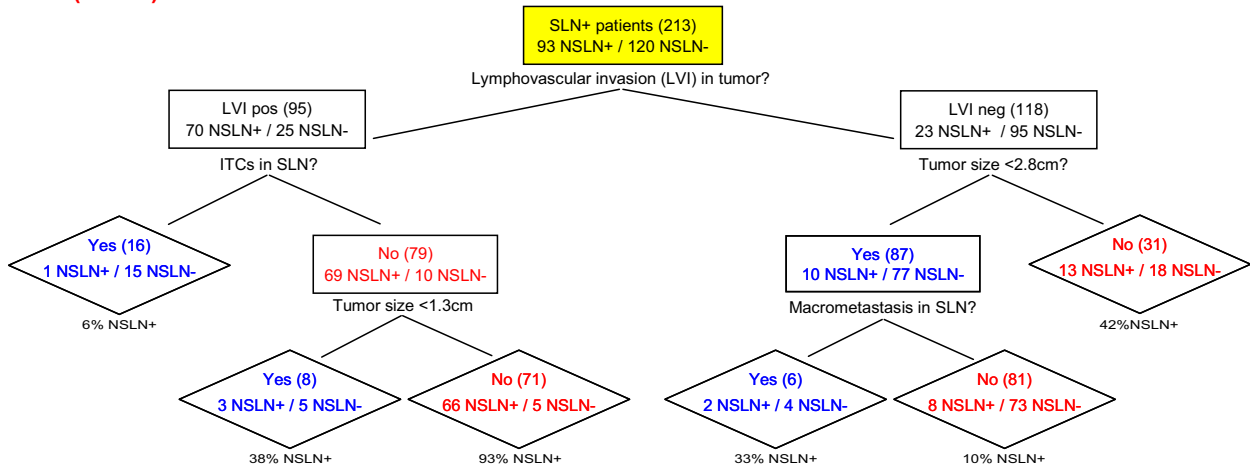 SLN+ patients (213)
93 NSLN+ / 120 NSLN-
Lymphovascular invasion (LVI) in tumor?
LVI pos (95)
70 NSLN+ / 25 NSLN-
LVI neg (118)
23 NSLN+ / 95 NSLN-
ITCs in SLN?
Tumor size <2.8cm?
Yes (16)
1 NSLN+ / 15 NSLN-
6% NSLN+
No (79)
69 NSLN+ / 10 NSLN-
Tumor size <1.3cm
Yes (87)
10 NSLN+ / 77 NSLN-
Macrometastasis in SLN?
No (31)
13 NSLN+ / 18 NSLN-
42%NSLN+
Yes (8)
3 NSLN+ / 5 NSLN-
38% NSLN+
No (71)
66 NSLN+ / 5 NSLN-
93% NSLN+
Yes (6)
2 NSLN+ / 4 NSLN-
33% NSLN+
No (81)
8 NSLN+ / 73 NSLN-
10% NSLN+